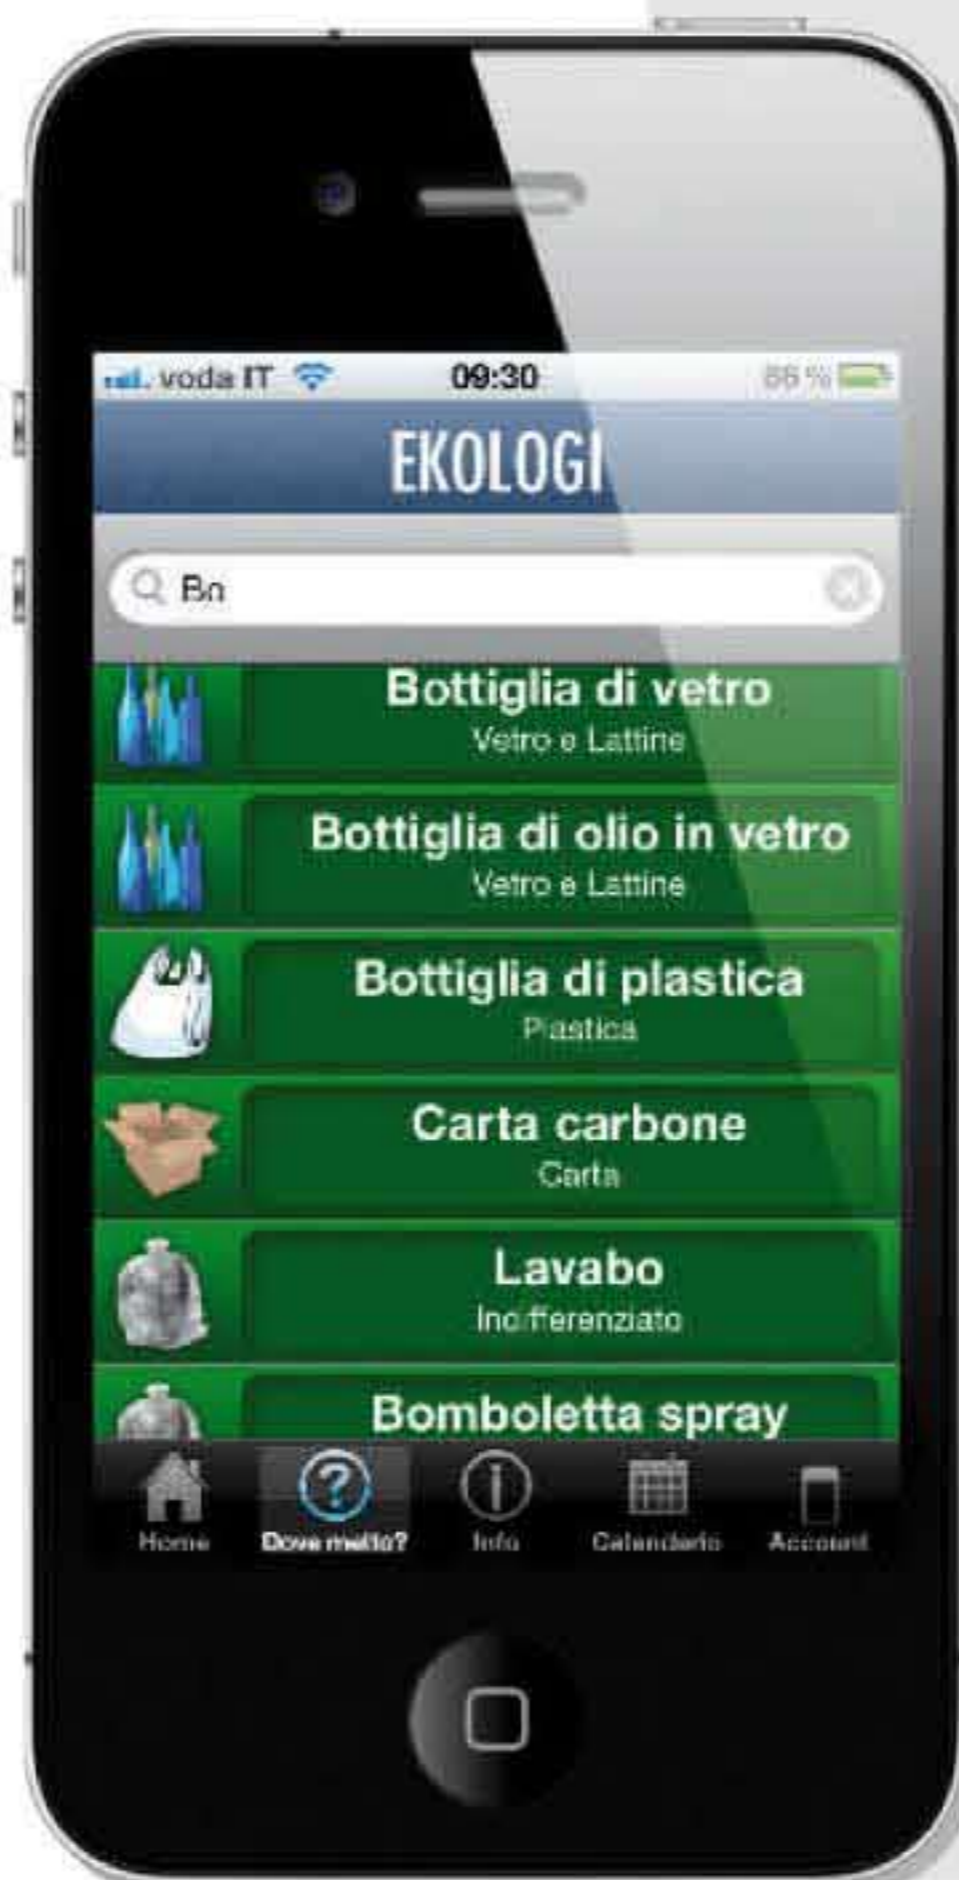 voda IT 09:30 86 %
EKOLOGI
Bo
Bottiglia di vetro
Vetro e Lattine
Bottiglia di olio in vetro
Vetro e Lattine
Bottiglia di plastica
Plastica
Carta carbone
Carta
Lavabo
Indifferenziato
Bomboletta spray
Home Dove metto? Info Calendario Account